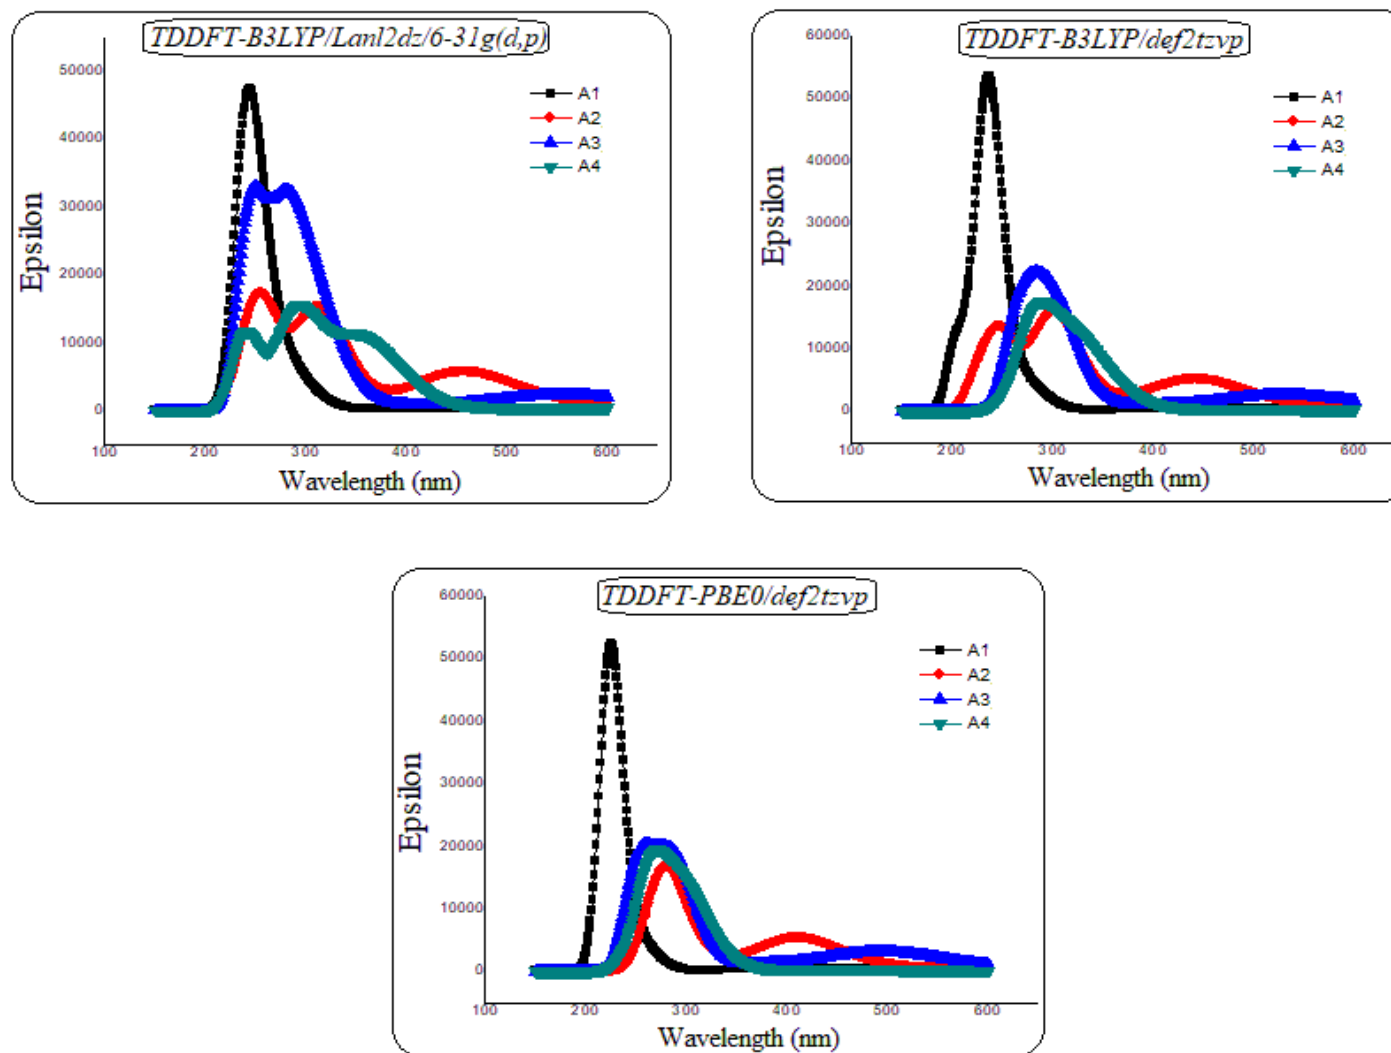 TDDFT-B3LYP/Lanl2dz/6-31g(d,p)
50000
40000
30000
20000
10000
0
Epsilon
A1
A2
A3
A4
100 200 300 400 500 600
Wavelength (nm)
TDDFT-B3LYP/def2tzvp
60000
50000
40000
30000
20000
10000
0
Epsilon
A1
A2
A3
A4
100 200 300 400 500 600
Wavelength (nm)
TDDFT-PBE0/def2tzvp
60000
50000
40000
30000
20000
10000
0
Epsilon
A1
A2
A3
A4
100 200 300 400 500 600
Wavelength (nm)